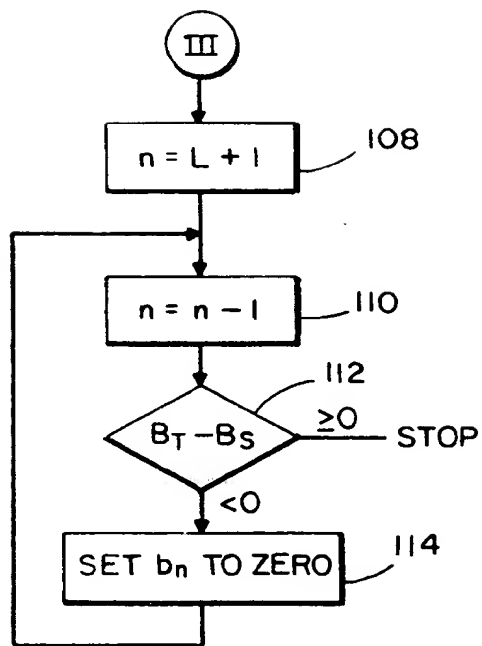 III
n = L + 1
108
n = n - 1
110
112
B_T - B_S
≥0
STOP
<0
SET b_n TO ZERO
114